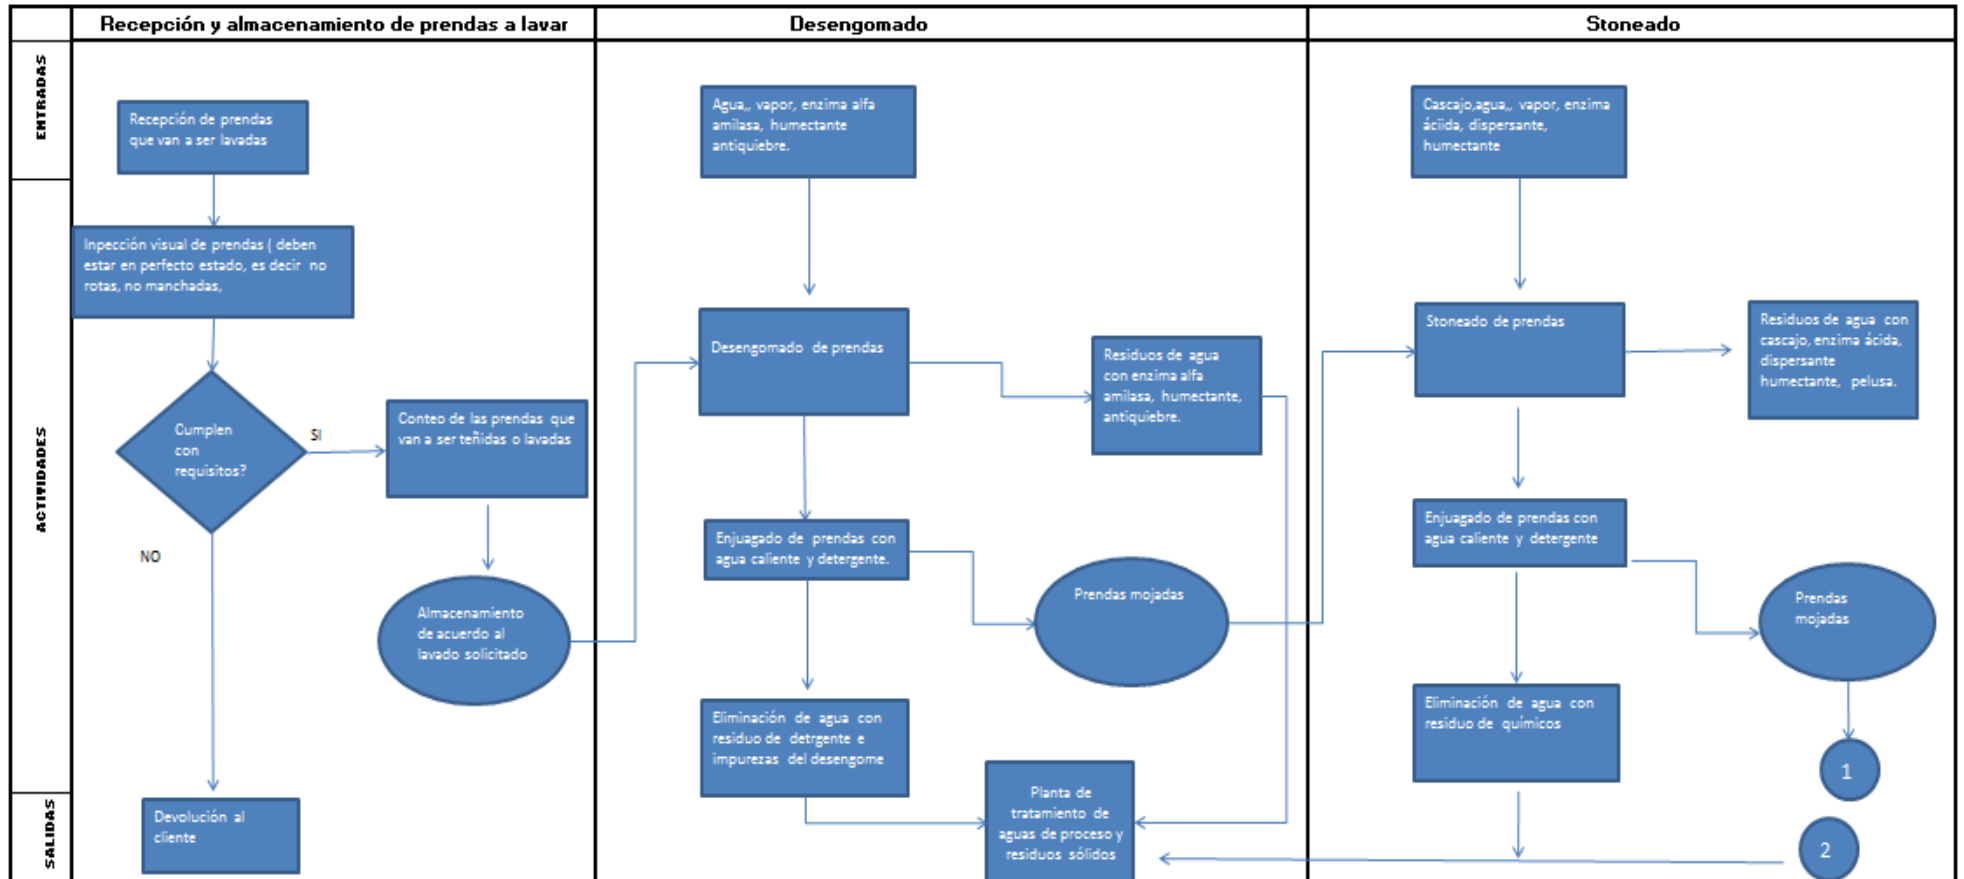 Recepción y almacenamiento de prendas a lavar
Desengomado
Stoneado
ENTRADAS
Recepción de prendas
que van a ser lavadas
Agua,, vapor, enzima alfa
amilasa, humectante
antiquiebre.
Cascajo,agua,, vapor, enzima
áciida, dispersante,
humectante
ACTIVIDADES
Inpección visual de prendas ( deben
estar en perfecto estado, es decir no
rotas, no manchadas,
Cumplen
con
requisitos?
SI
NO
Conteo de las prendas que
van a ser teñidas o lavadas
Almacenamiento
de acuerdo al
lavado solicitado
Desengomado de prendas
Residuos de agua
con enzima alfa
amilasa, humectante,
antiquiebre.
Enjuagado de prendas con
agua caliente y detergente.
Prendas mojadas
Eliminación de agua con
residuo de detrgente e
impurezas del desengome
Stoneado de prendas
Residuos de agua con
cascajo, enzima ácida,
dispersante
humectante, pelusa.
Enjuagado de prendas con
agua caliente y detergente
Prendas
mojadas
Eliminación de agua con
residuo de químicos
1
SALIDAS
Devolución al
cliente
Planta de
tratamiento de
aguas de proceso y
residuos sólidos
2